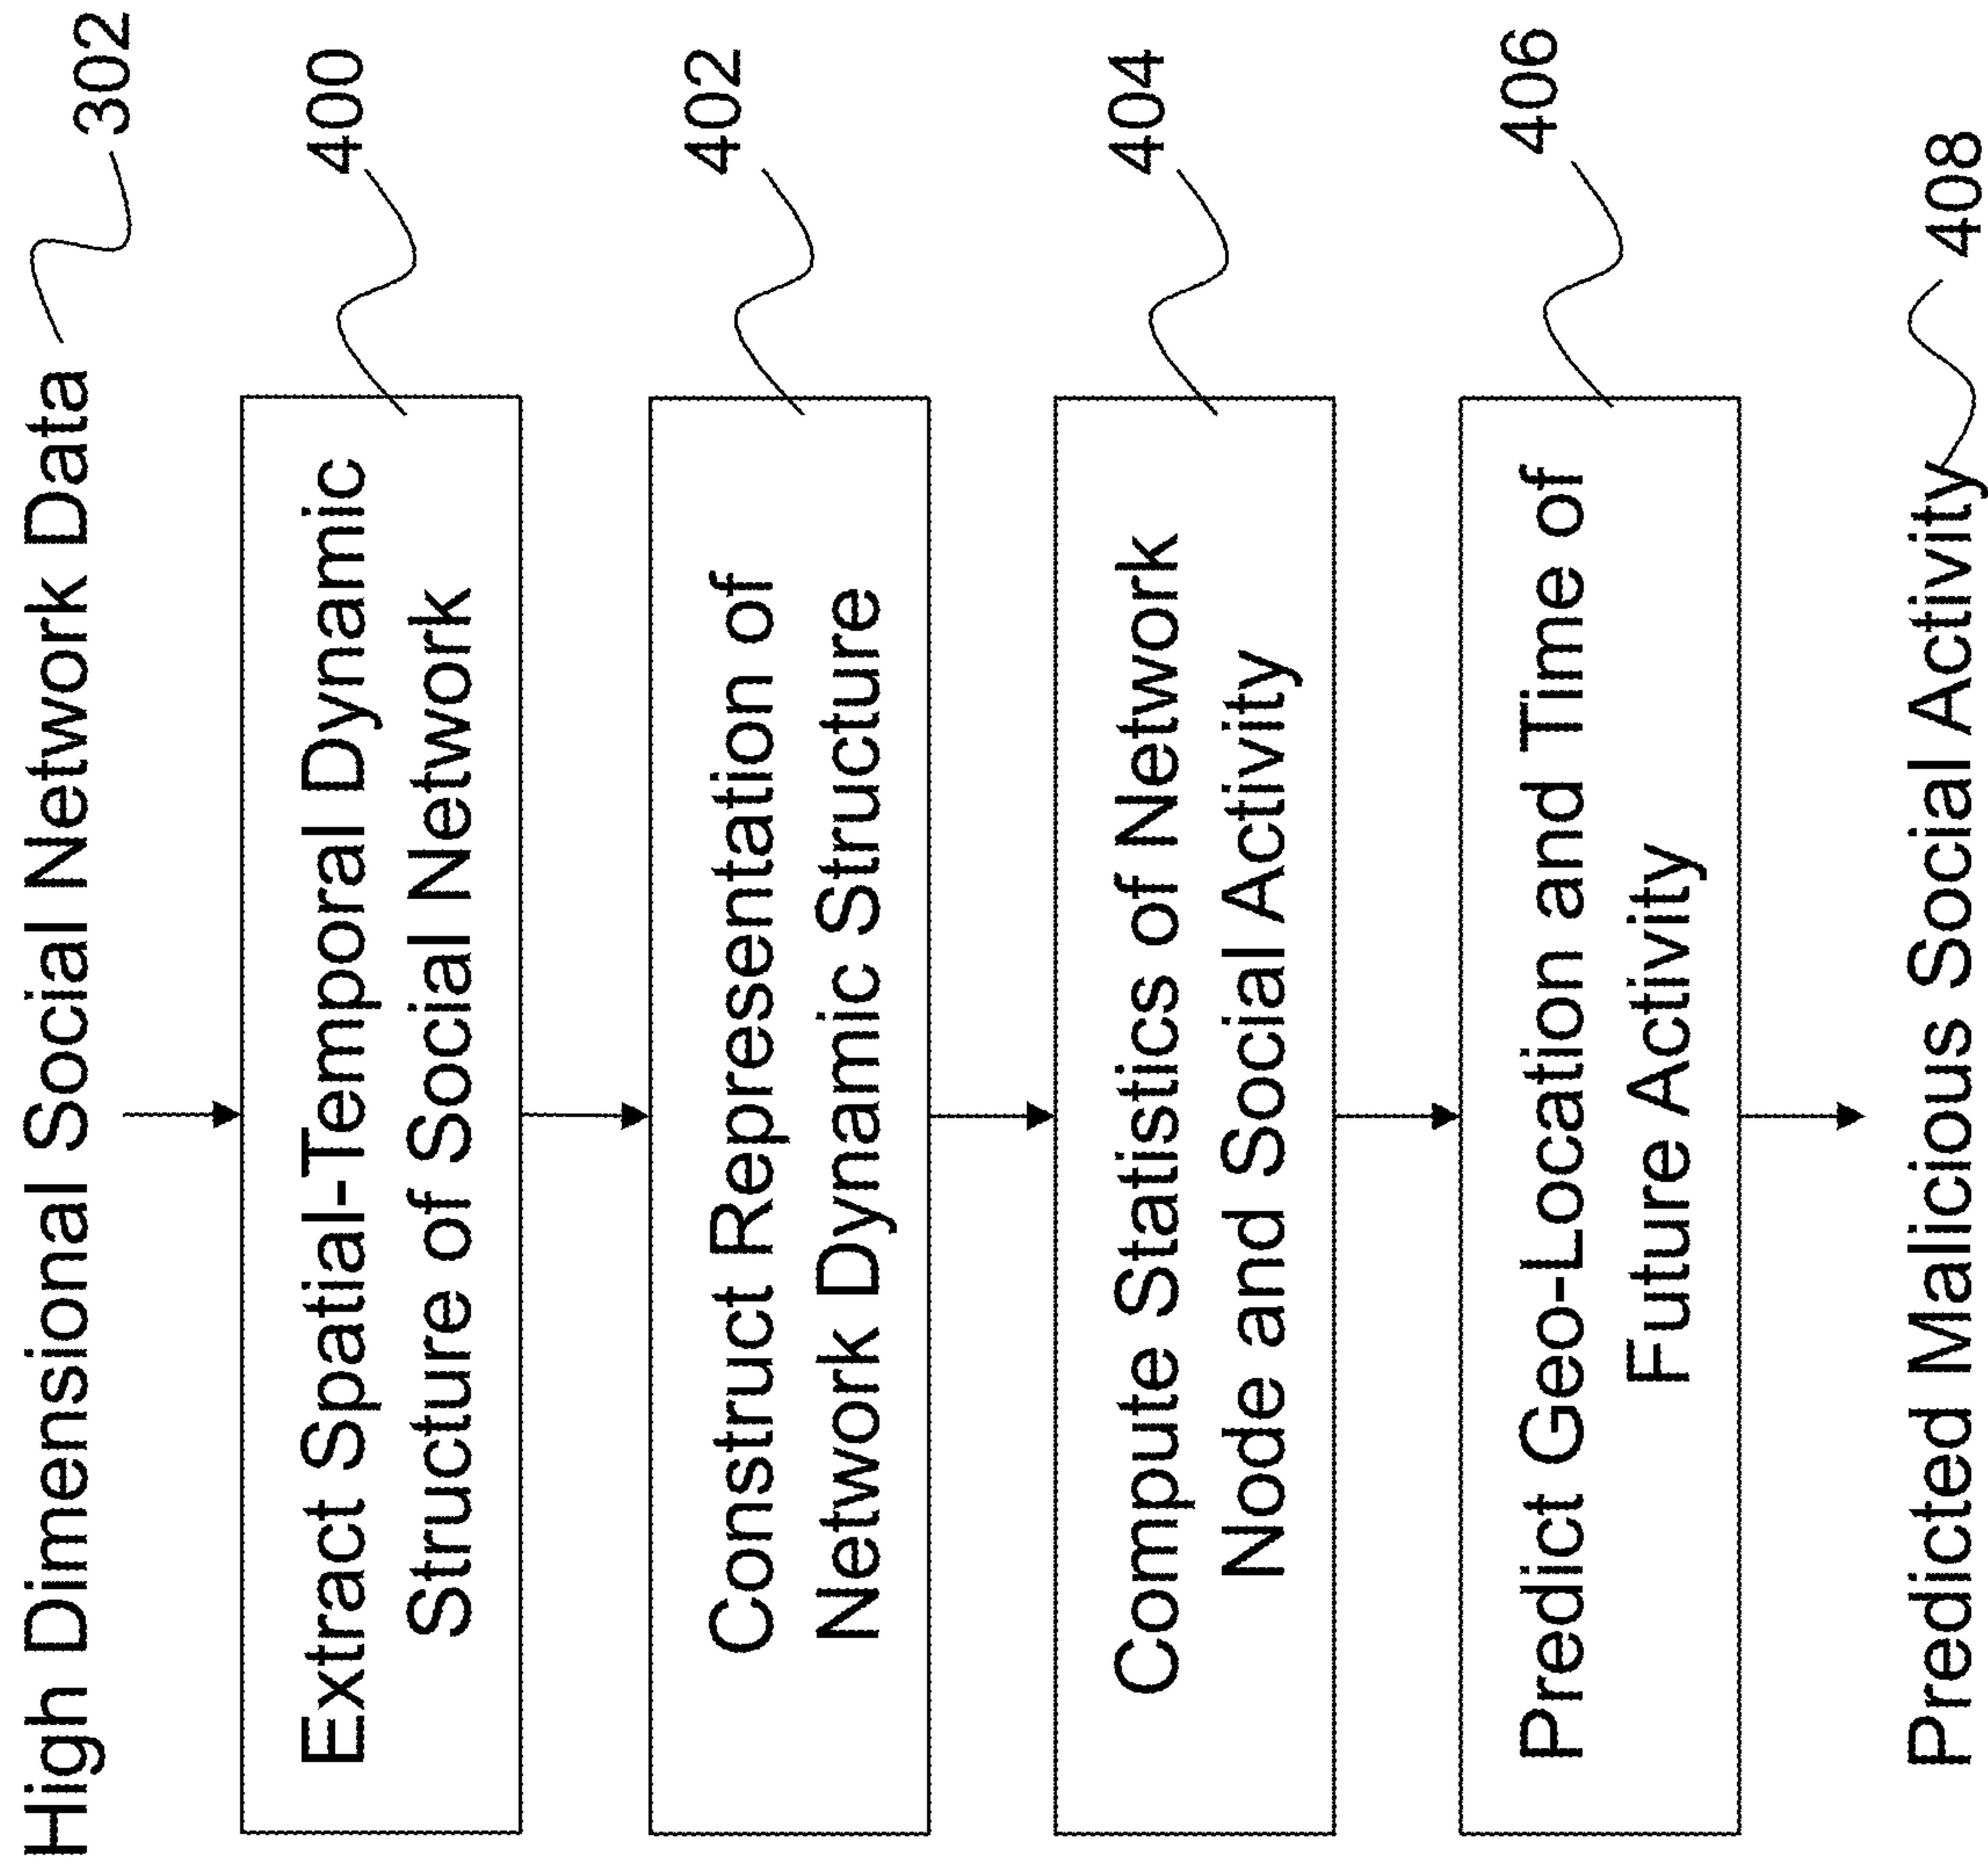 High Dimensional Social Network Data 302
Extract Spatial-Temporal Dynamic
Structure of Social Network
400
Construct Representation of
Network Dynamic Structure
402
Compute Statistics of Network
Node and Social Activity
404
Predict Geo-Location and Time of
Future Activity
406
Predicted Malicious Social Activity 408